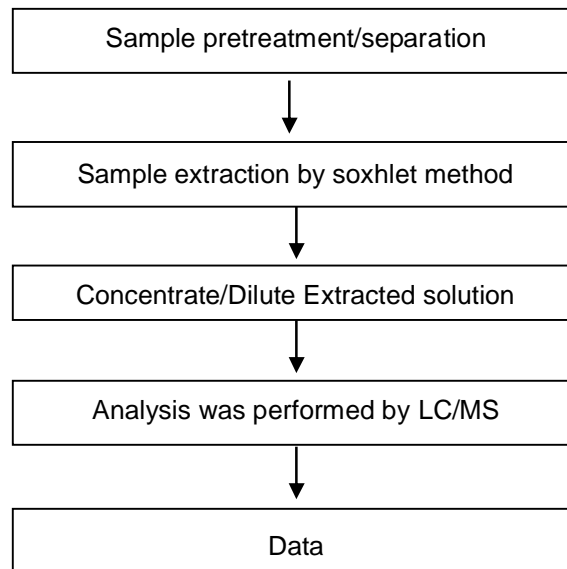 Sample pretreatment/separation
Sample extraction by soxhlet method
Concentrate/Dilute Extracted solution
Analysis was performed by LC/MS
Data